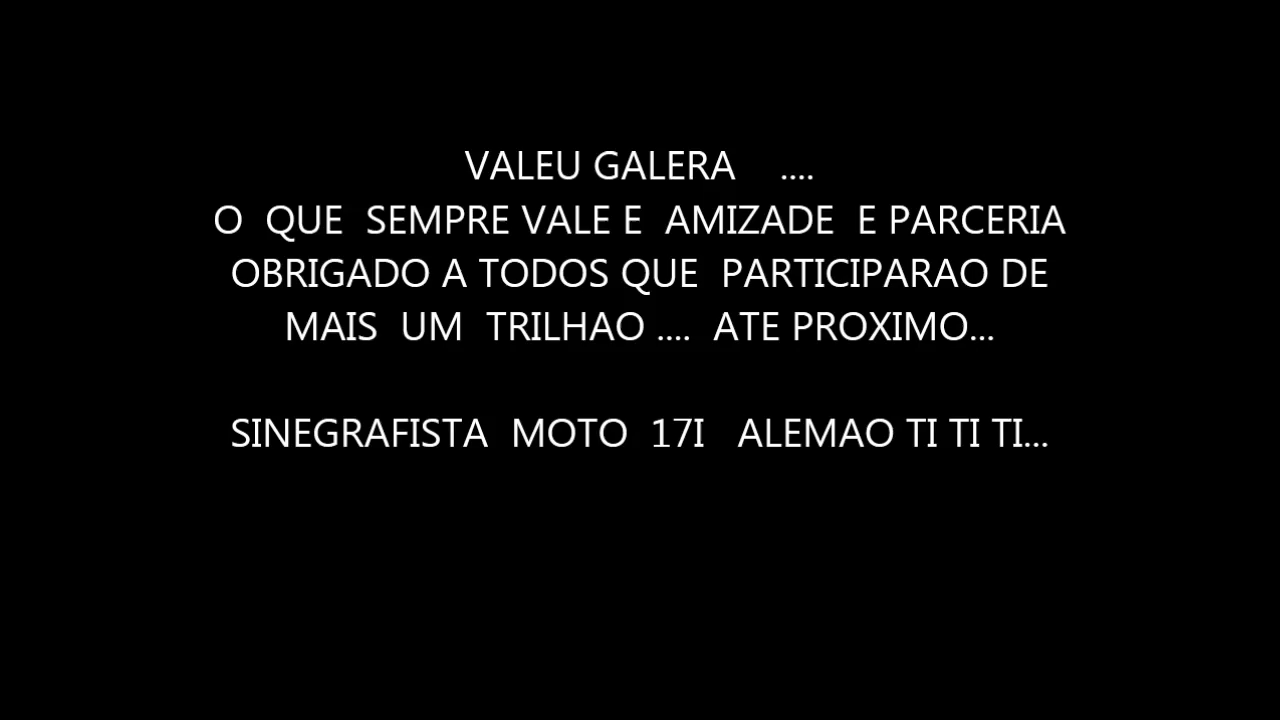 VALEU GALERA ....
O QUE SEMPRE VALE E AMIZADE E PARCERIA
OBRIGADO A TODOS QUE PARTICIPARAO DE
MAIS UM TRILHAO .... ATE PROXIMO...
SINEGRAFISTA MOTO 17I ALEMAO TI TI TI...